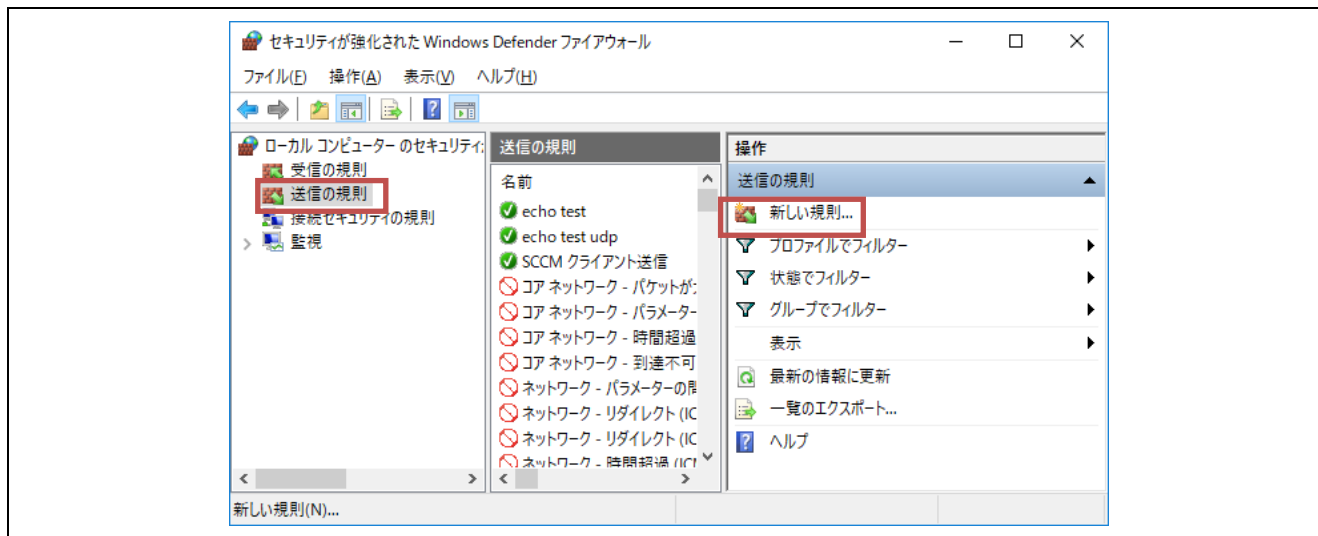 セキュリティが強化された Windows Defender ファイアウォール
ファイル(F) 操作(A) 表示(V) ヘルプ(H)
ローカル コンピューター のセキュリティ
受信の規則
送信の規則
接続セキュリティの規則
監視
送信の規則
名前
echo test
echo test udp
SCCM クライアント送信
コア ネットワーク - パケットが
コア ネットワーク - パラメーター
コア ネットワーク - 時間超過
コア ネットワーク - 到達不可
ネットワーク - パラメーターの問
ネットワーク - リダイレクト (IC
ネットワーク - リダイレクト (IC
ネットワーク - 時間超過 (ICM
操作
送信の規則
新しい規則...
プロファイルでフィルター
状態でフィルター
グループでフィルター
表示
最新の情報に更新
一覧のエクスポート...
ヘルプ
新しい規則(N)...